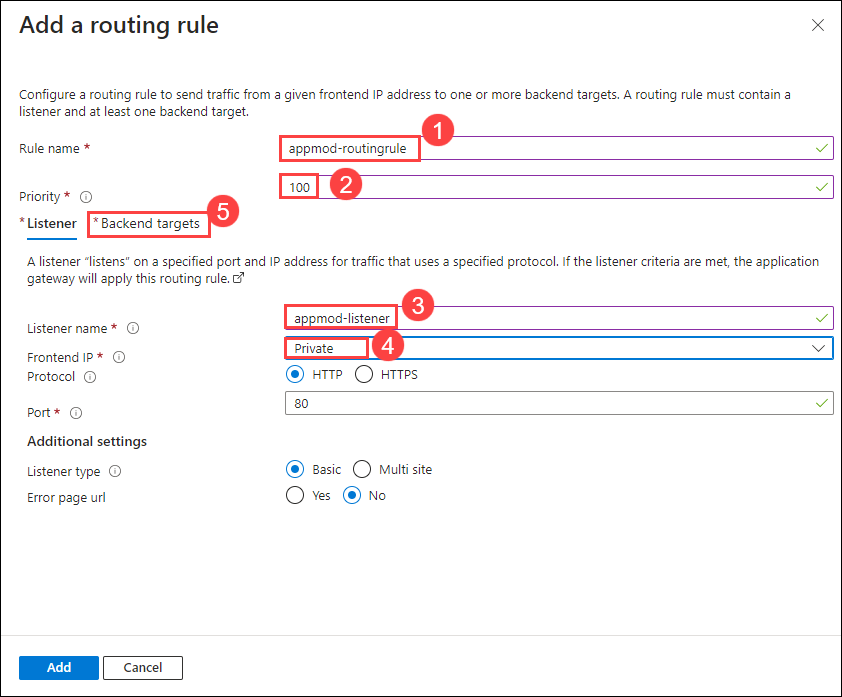 Add a routing rule
Configure a routing rule to send traffic from a given frontend IP address to one or more backend targets. A routing rule must contain a
listener and at least one backend target.
1
Rule name * appmod-routingrule
Priority * 100 2
5
* Listener * Backend targets
A listener “listens” on a specified port and IP address for traffic that uses a specified protocol. If the listener criteria are met, the application
gateway will apply this routing rule.
3
Listener name * appmod-listener
Frontend IP * Private 4
Protocol HTTP HTTPS
Port * 80
Additional settings
Listener type Basic Multi site
Error page url Yes No
Add Cancel